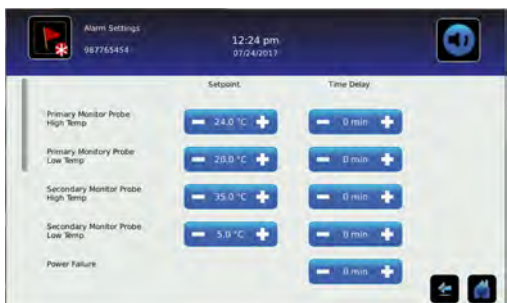 Alarm Settings
987765454
12:24 pm
07/24/2017
Setpoint
Time Delay
Primary Monitor Probe
High Temp
24.0 °C
0 min
Primary Monitory Probe
Low Temp
20.0 °C
0 min
Secondary Monitor Probe
High Temp
35.0 °C
0 min
Secondary Monitor Probe
Low Temp
5.0 °C
0 min
Power Failure
0 min